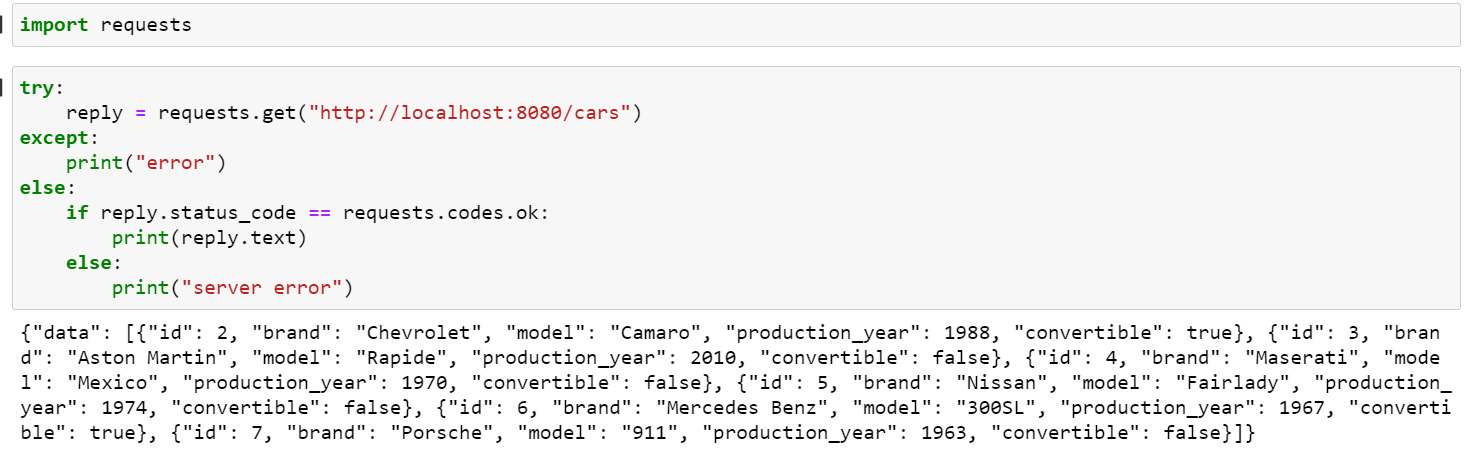 import requests
try:
    reply = requests.get("http://localhost:8080/cars")
except:
    print("error")
else:
    if reply.status_code == requests.codes.ok:
        print(reply.text)
    else:
        print("server error")
{"data": [{"id": 2, "brand": "Chevrolet", "model": "Camaro", "production_year": 1988, "convertible": true}, {"id": 3, "bran
d": "Aston Martin", "model": "Rapide", "production_year": 2010, "convertible": false}, {"id": 4, "brand": "Maserati", "mode
l": "Mexico", "production_year": 1970, "convertible": false}, {"id": 5, "brand": "Nissan", "model": "Fairlady", "production_
year": 1974, "convertible": false}, {"id": 6, "brand": "Mercedes Benz", "model": "300SL", "production_year": 1967, "converti
ble": true}, {"id": 7, "brand": "Porsche", "model": "911", "production_year": 1963, "convertible": false}]}